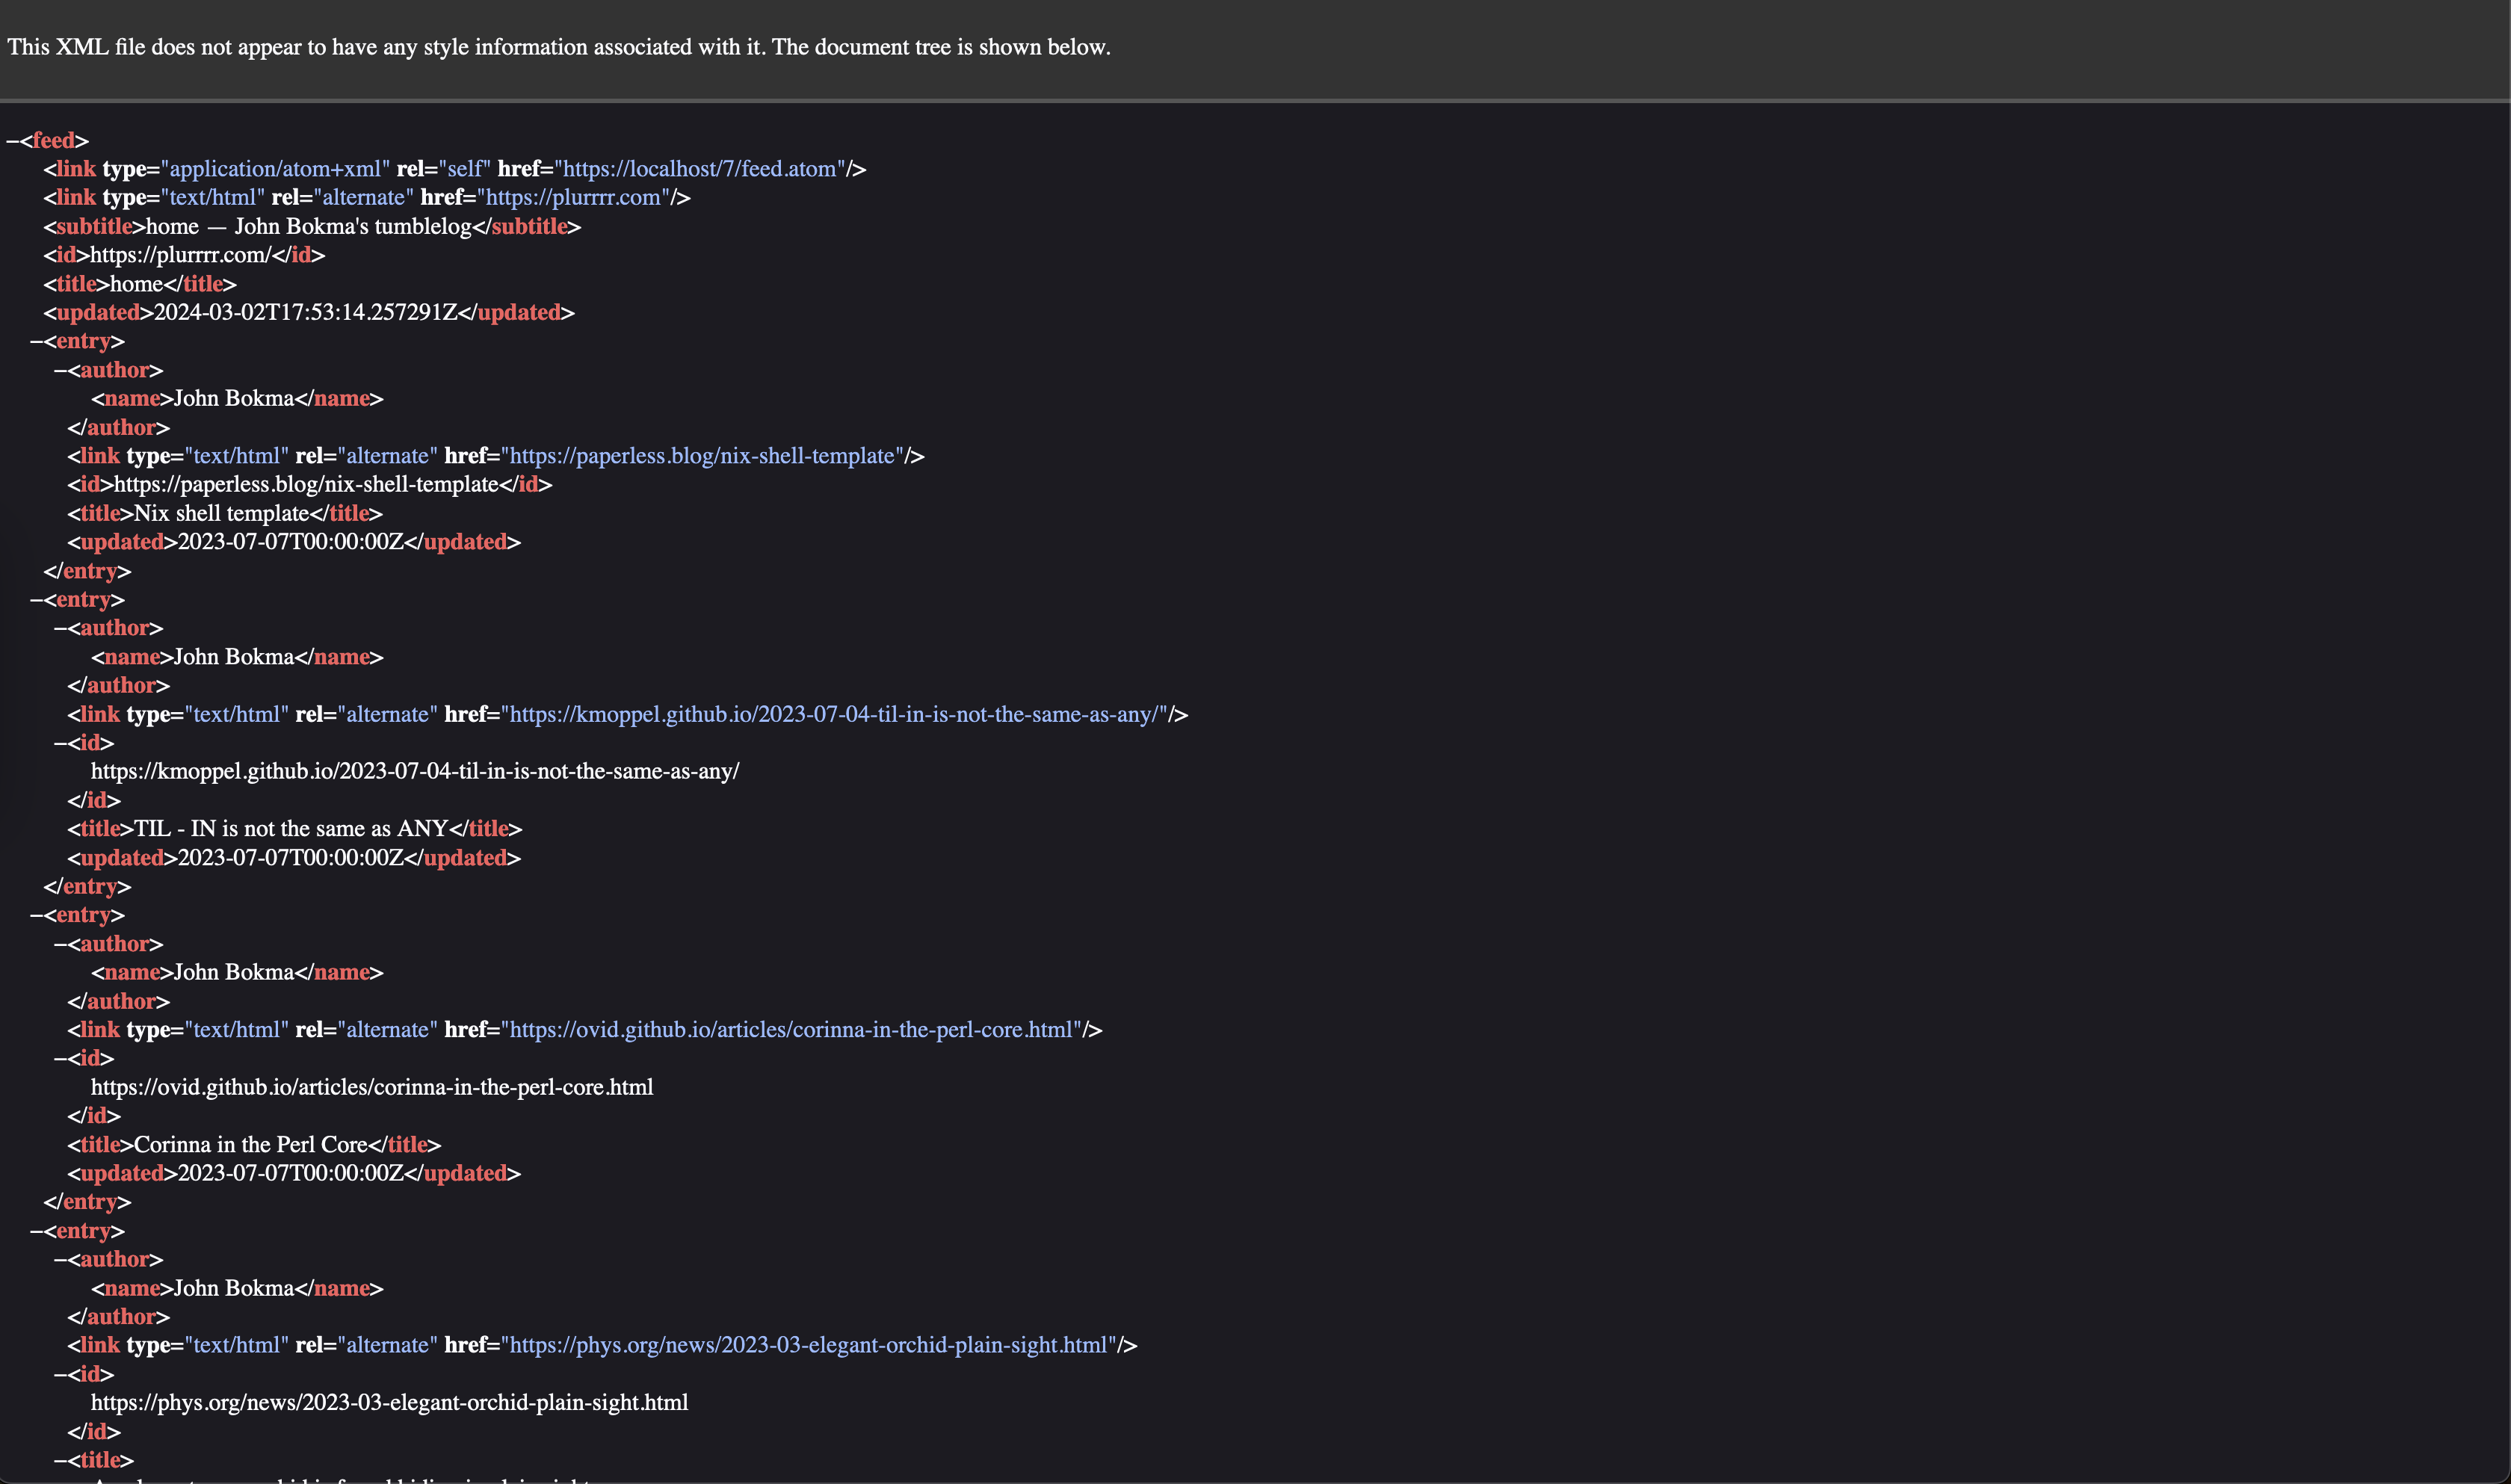 This XML file does not appear to have any style information associated with it. The document tree is shown below.
–<feed>
<link type="application/atom+xml" rel="self" href="https://localhost/7/feed.atom"/>
<link type="text/html" rel="alternate" href="https://plurrrr.com"/>
<subtitle>home — John Bokma's tumblelog</subtitle>
<id>https://plurrrr.com/</id>
<title>home</title>
<updated>2024-03-02T17:53:14.257291Z</updated>
–<entry>
–<author>
<name>John Bokma</name>
</author>
<link type="text/html" rel="alternate" href="https://paperless.blog/nix-shell-template"/>
<id>https://paperless.blog/nix-shell-template</id>
<title>Nix shell template</title>
<updated>2023-07-07T00:00:00Z</updated>
</entry>
–<entry>
–<author>
<name>John Bokma</name>
</author>
<link type="text/html" rel="alternate" href="https://kmoppel.github.io/2023-07-04-til-in-is-not-the-same-as-any/"/>
–<id>
https://kmoppel.github.io/2023-07-04-til-in-is-not-the-same-as-any/
</id>
<title>TIL - IN is not the same as ANY</title>
<updated>2023-07-07T00:00:00Z</updated>
</entry>
–<entry>
–<author>
<name>John Bokma</name>
</author>
<link type="text/html" rel="alternate" href="https://ovid.github.io/articles/corinna-in-the-perl-core.html"/>
–<id>
https://ovid.github.io/articles/corinna-in-the-perl-core.html
</id>
<title>Corinna in the Perl Core</title>
<updated>2023-07-07T00:00:00Z</updated>
</entry>
–<entry>
–<author>
<name>John Bokma</name>
</author>
<link type="text/html" rel="alternate" href="https://phys.org/news/2023-03-elegant-orchid-plain-sight.html"/>
–<id>
https://phys.org/news/2023-03-elegant-orchid-plain-sight.html
</id>
–<title>